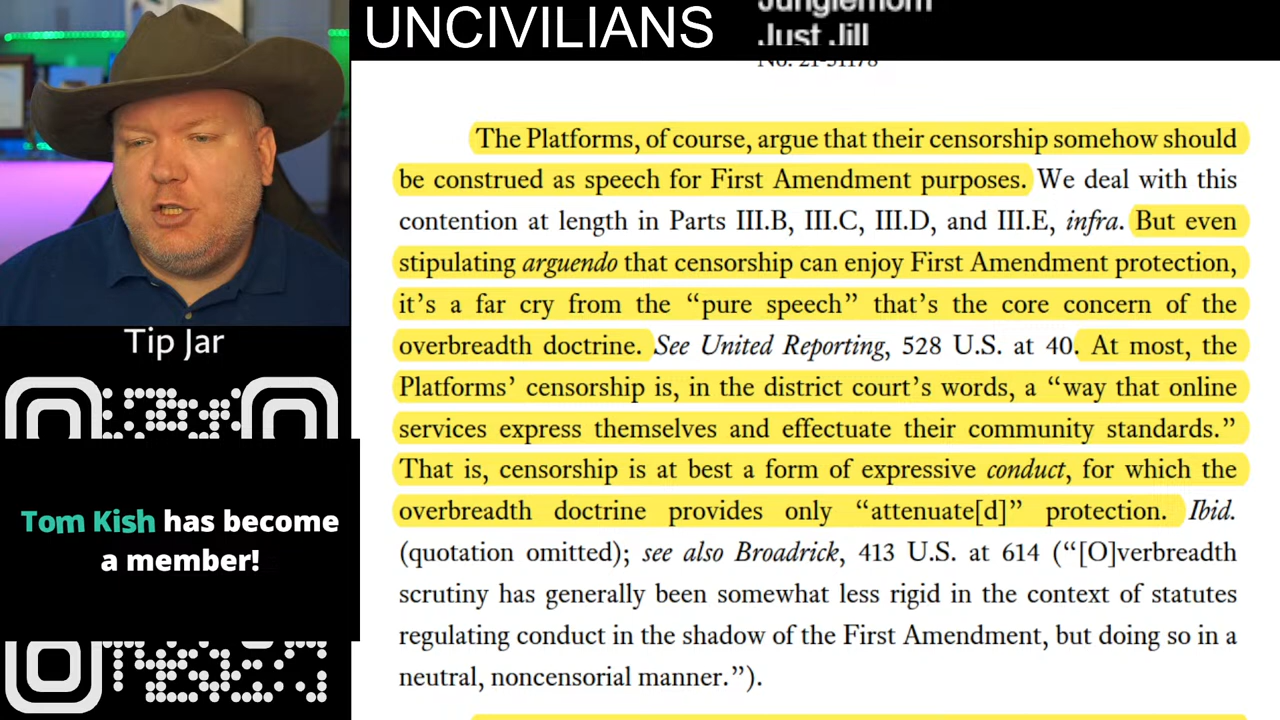 UNCIVILIANS
Junglemom
Just Jill
No. 21-51178
The Platforms, of course, argue that their censorship somehow should
be construed as speech for First Amendment purposes. We deal with this
contention at length in Parts III.B, III.C, III.D, and III.E, infra. But even
stipulating arguendo that censorship can enjoy First Amendment protection,
it’s a far cry from the “pure speech” that’s the core concern of the
overbreadth doctrine. See United Reporting, 528 U.S. at 40. At most, the
Platforms’ censorship is, in the district court’s words, a “way that online
services express themselves and effectuate their community standards.”
That is, censorship is at best a form of expressive conduct, for which the
overbreadth doctrine provides only “attenuate[d]” protection. Ibid.
(quotation omitted); see also Broadrick, 413 U.S. at 614 (“[O]verbreadth
scrutiny has generally been somewhat less rigid in the context of statutes
regulating conduct in the shadow of the First Amendment, but doing so in a
neutral, noncensorial manner.”).
Tip Jar
Tom Kish has become
a member!